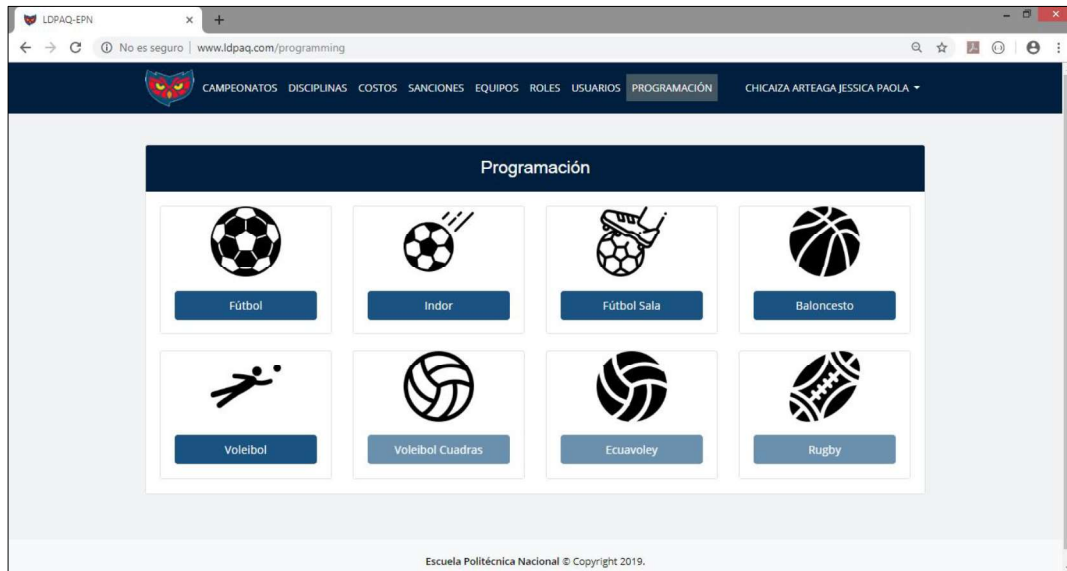 LDPAQ-EPN
No es seguro | www.ldpaq.com/programming
CAMPEONATOS DISCIPLINAS COSTOS SANCIONES EQUIPOS ROLES USUARIOS PROGRAMACIÓN CHICAIZA ARTEAGA JESSICA PAOLA
Programación
Fútbol Indor Fútbol Sala Baloncesto
Voleibol Voleibol Cuadras Ecuavoley Rugby
Escuela Politécnica Nacional © Copyright 2019.